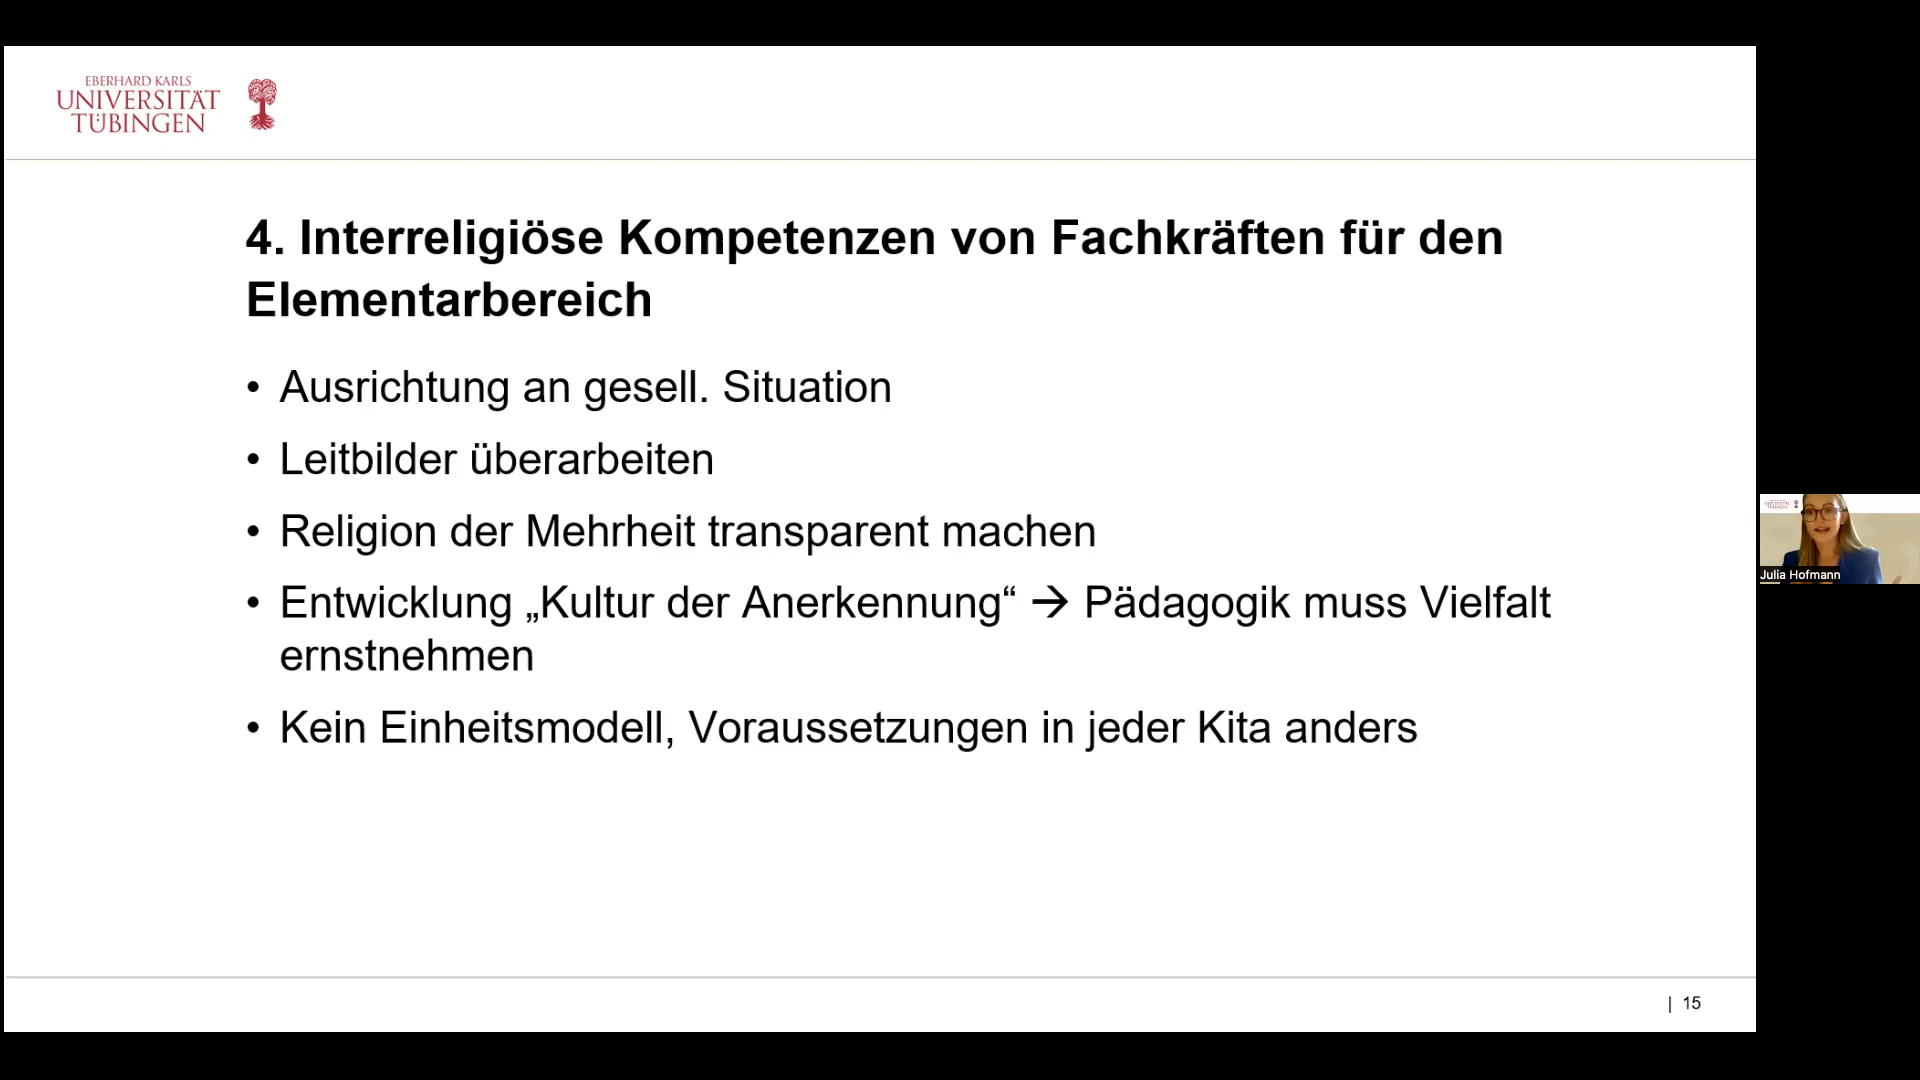 EBERHARD KARLS
UNIVERSITÄT
TÜBINGEN
4. Interreligiöse Kompetenzen von Fachkräften für den
Elementarbereich
• Ausrichtung an gesell. Situation
• Leitbilder überarbeiten
• Religion der Mehrheit transparent machen
• Entwicklung „Kultur der Anerkennung“ → Pädagogik muss Vielfalt
ernstnehmen
• Kein Einheitsmodell, Voraussetzungen in jeder Kita anders
Julia Hofmann
| 15